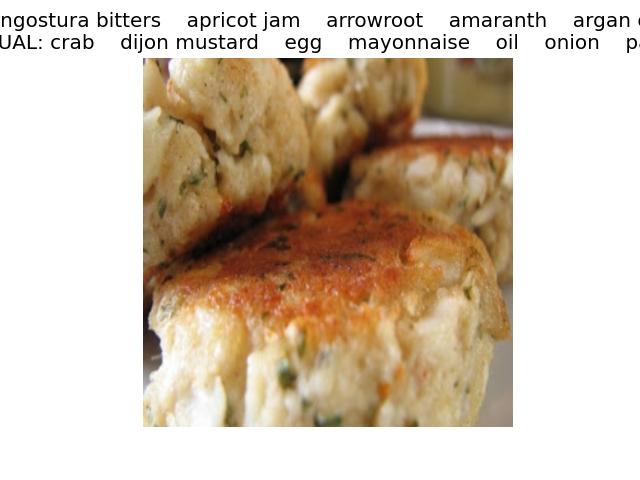 ngostura bitters apricot jam arrowroot amaranth argan
UAL: crab dijon mustard egg mayonnaise oil onion